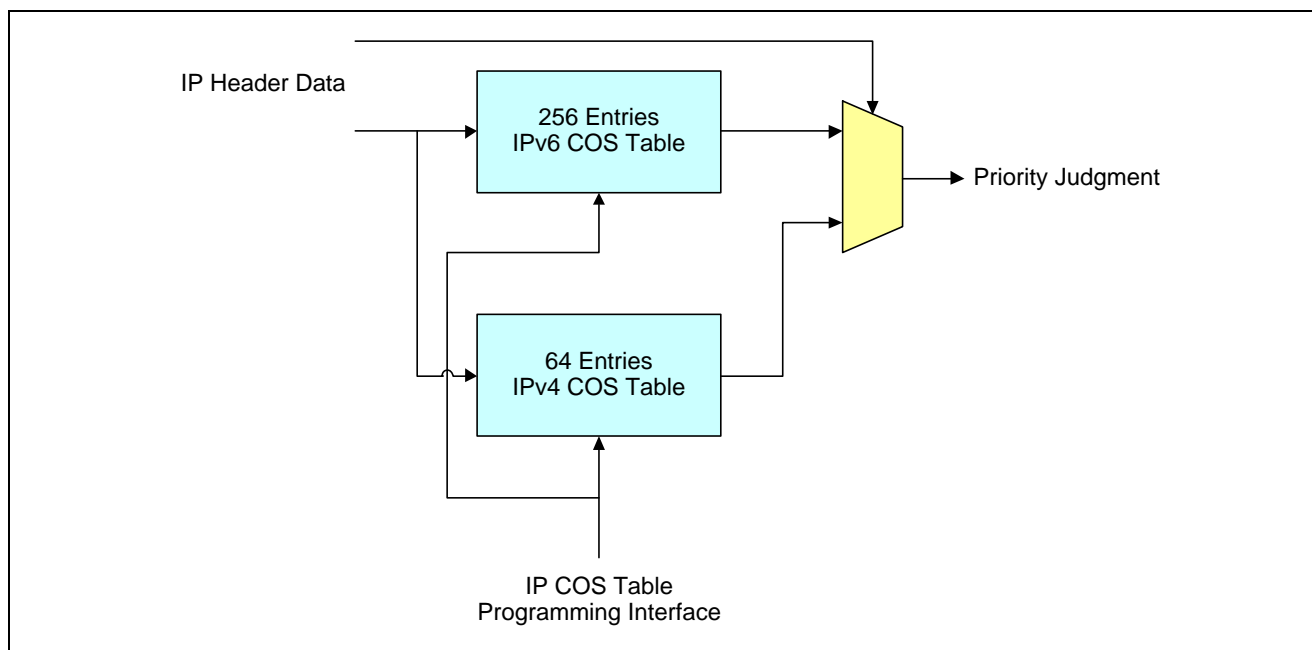 IP Header Data
256 Entries
IPv6 COS Table
Priority Judgment
64 Entries
IPv4 COS Table
IP COS Table
Programming Interface